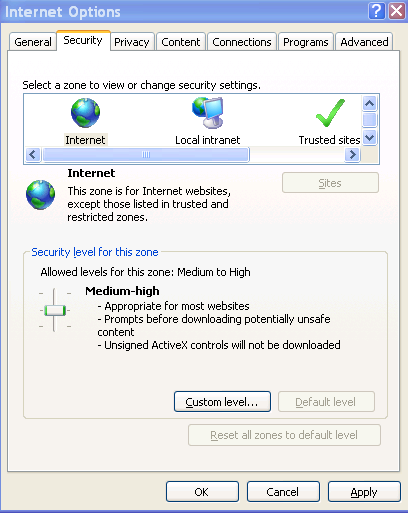 Internet Options
General Security Privacy Content Connections Programs Advanced
Select a zone to view or change security settings.
Internet Local intranet Trusted sites
Internet
Sites
This zone is for Internet websites,
except those listed in trusted and
restricted zones.
Security level for this zone
Allowed levels for this zone: Medium to High
Medium-high
- Appropriate for most websites
- Prompts before downloading potentially unsafe
content
- Unsigned ActiveX controls will not be downloaded
Custom level... Default level
Reset all zones to default level
OK Cancel Apply